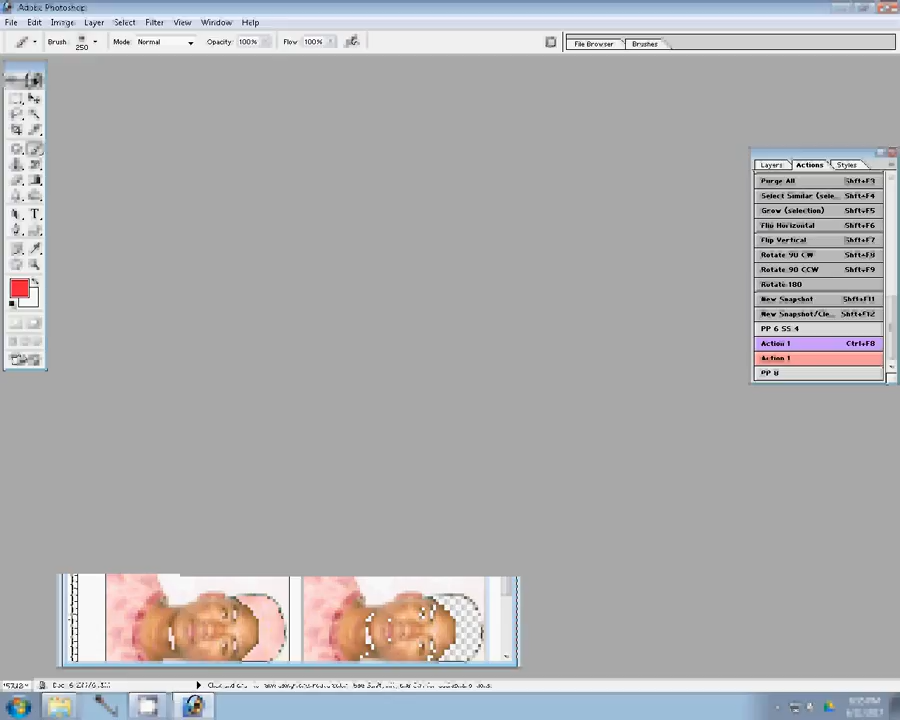 Adobe Photoshop
File Edit Image Layer Select Filter View Window Help
Brush: 250 Mode: Normal Opacity: 100% Flow: 100% File Browser Brushes
Layers Actions Styles
Purge All Shft+F3
Select Similar (sele... Shft+F4
Grow (selection) Shft+F5
Flip Horizontal Shft+F6
Flip Vertical Shft+F7
Rotate 90 CW Shft+F8
Rotate 90 CCW Shft+F9
Rotate 180
New Snapshot Shft+F11
New Snapshot/Cle... Shft+F12
PP 6 SS 4
Action 1 Ctrl+F8
Action 1
PP 8